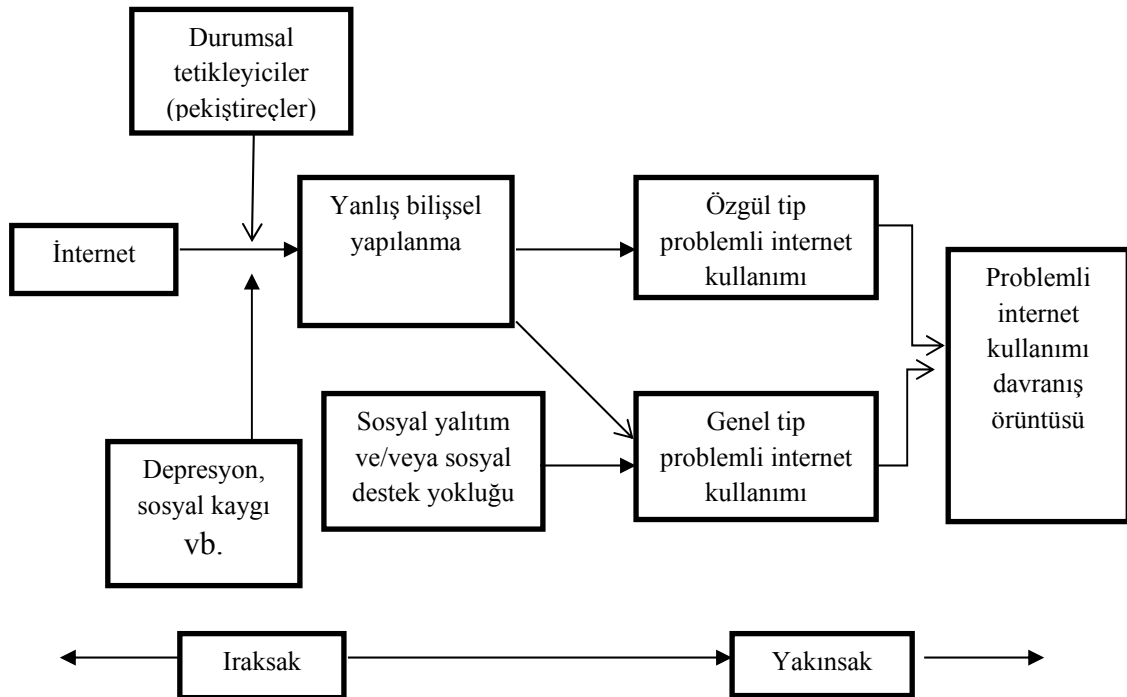 Durumsal
tetikleyiciler
(pekiştireçler)
İnternet
Yanlış bilişsel
yapılanma
Özgül tip
problemli internet
kullanımı
Problemli
internet
kullanımı
davranış
örüntüsü
Depresyon,
sosyal kaygı
vb.
Sosyal yalıtım
ve/veya sosyal
destek yokluğu
Genel tip
problemli internet
kullanımı
Iraksak
Yakınsak